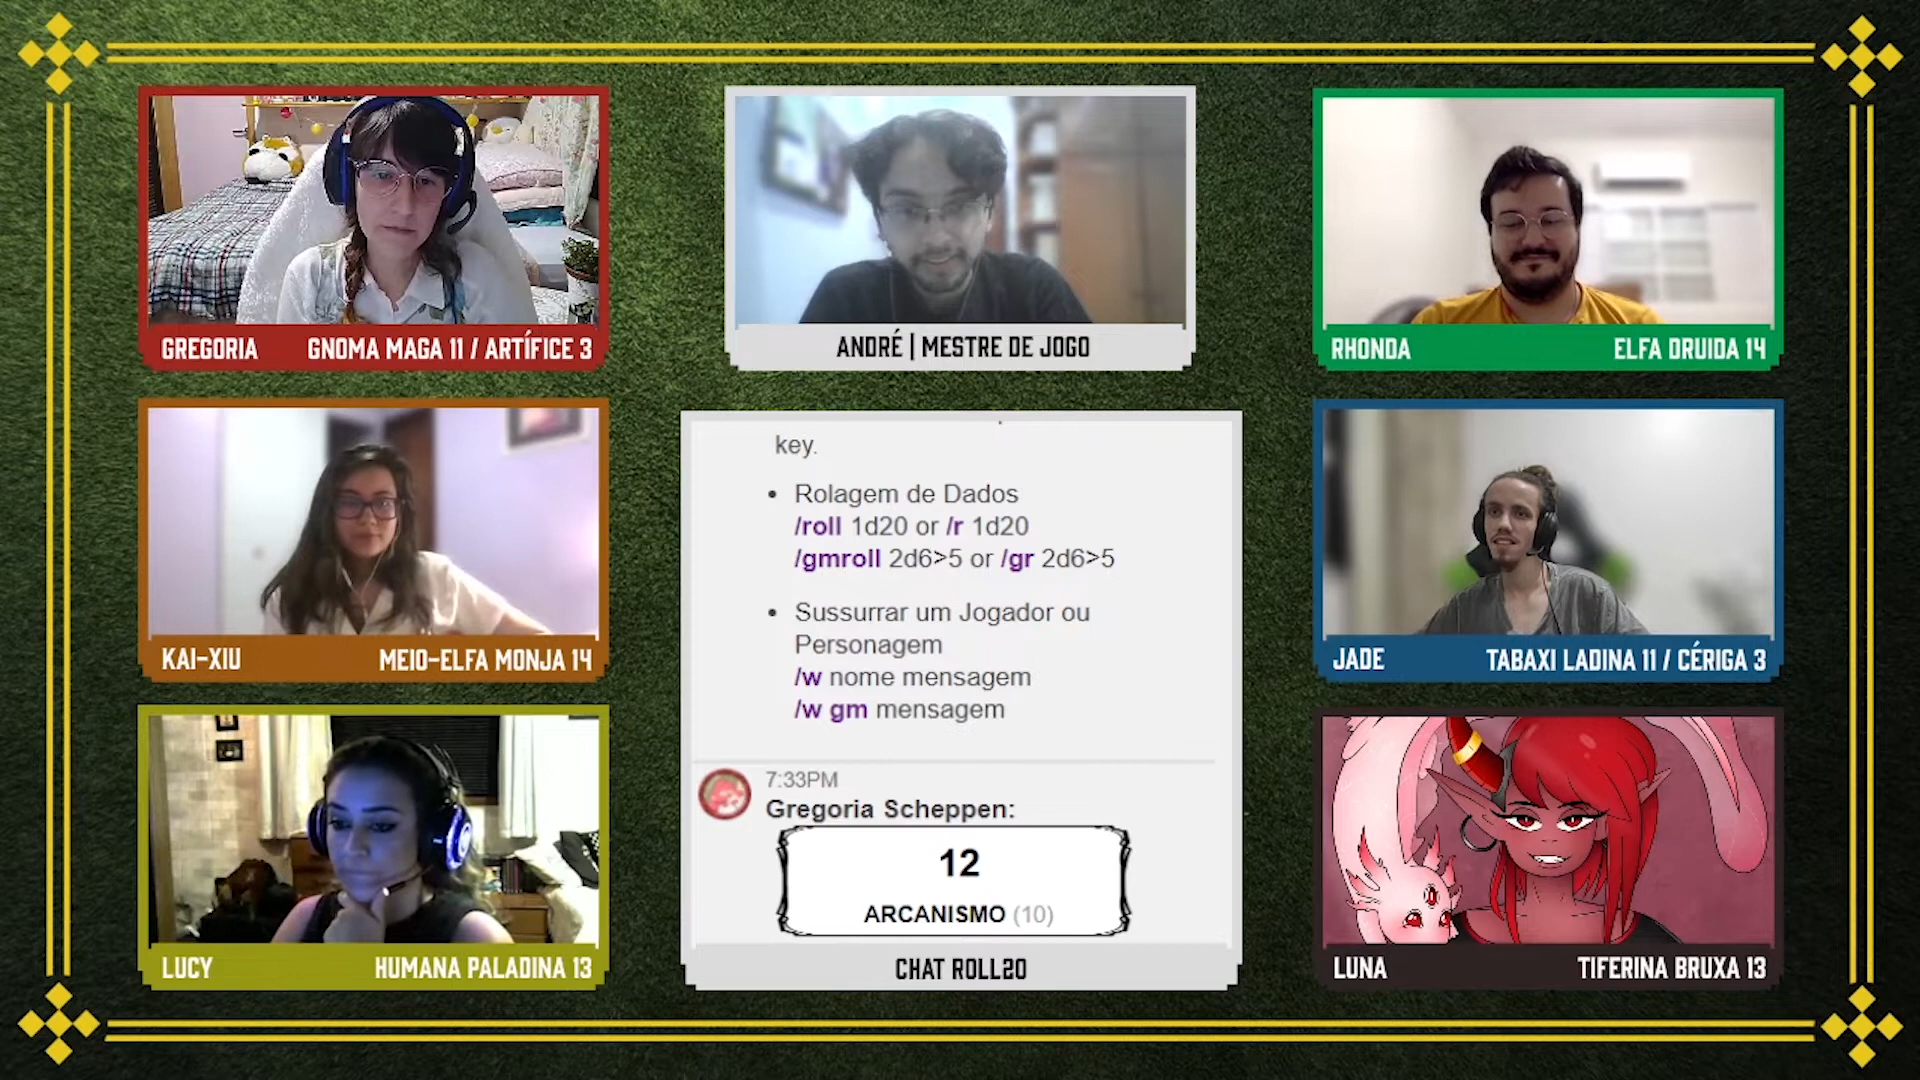 GREGORIA GNOMA MAGA 11 / ARTÍFICE 3
ANDRÉ | MESTRE DE JOGO
RHONDA ELFA DRUIDA 14
KAI-XIU MEIO-ELFA MONJA 14
key.
• Rolagem de Dados
/roll 1d20 or /r 1d20
/gmroll 2d6>5 or /gr 2d6>5
• Sussurrar um Jogador ou
Personagem
/w nome mensagem
/w gm mensagem
7:33PM
Gregoria Scheppen:
12
ARCANISMO (10)
CHAT ROLL20
JADE TABAXI LADINA 11 / CÉRIGA 3
LUCY HUMANA PALADINA 13
LUNA TIFERINA BRUXA 13